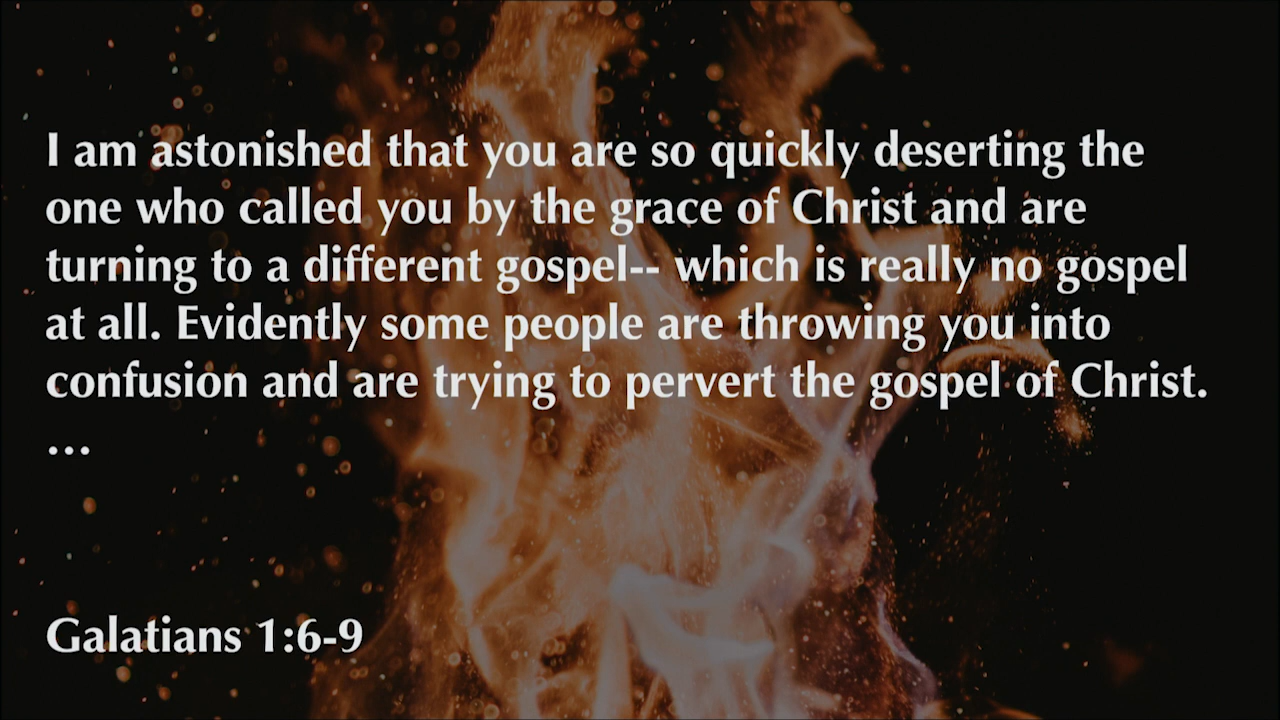 I am astonished that you are so quickly deserting the
one who called you by the grace of Christ and are
turning to a different gospel-- which is really no gospel
at all. Evidently some people are throwing you into
confusion and are trying to pervert the gospel of Christ.
…
Galatians 1:6-9